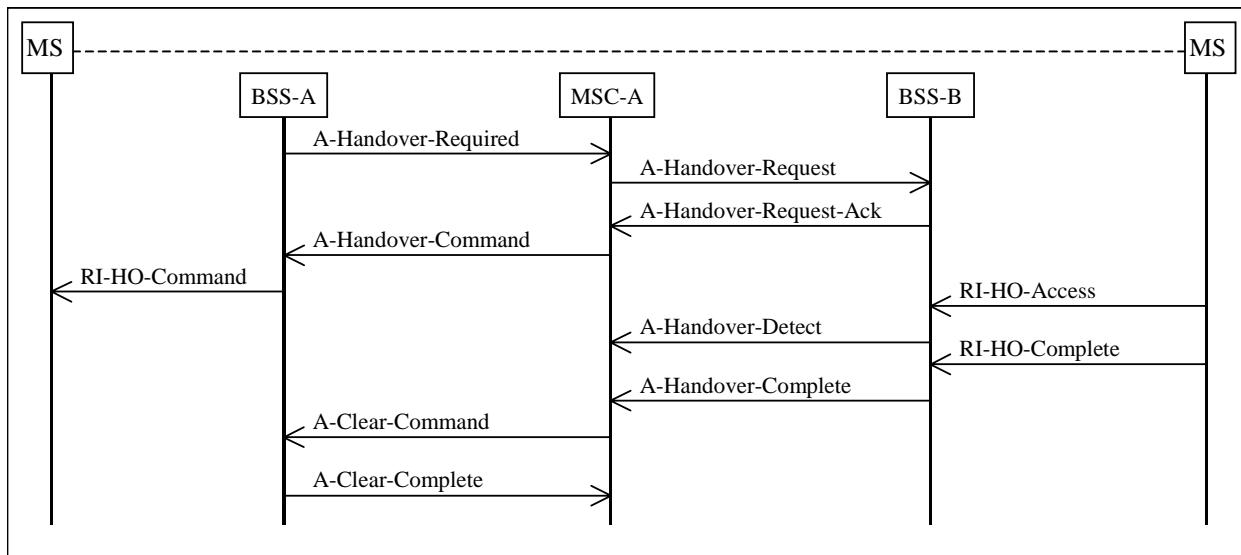 MS
MS
BSS-A
MSC-A
BSS-B
A-Handover-Required
A-Handover-Request
A-Handover-Request-Ack
A-Handover-Command
RI-HO-Command
RI-HO-Access
A-Handover-Detect
RI-HO-Complete
A-Handover-Complete
A-Clear-Command
A-Clear-Complete